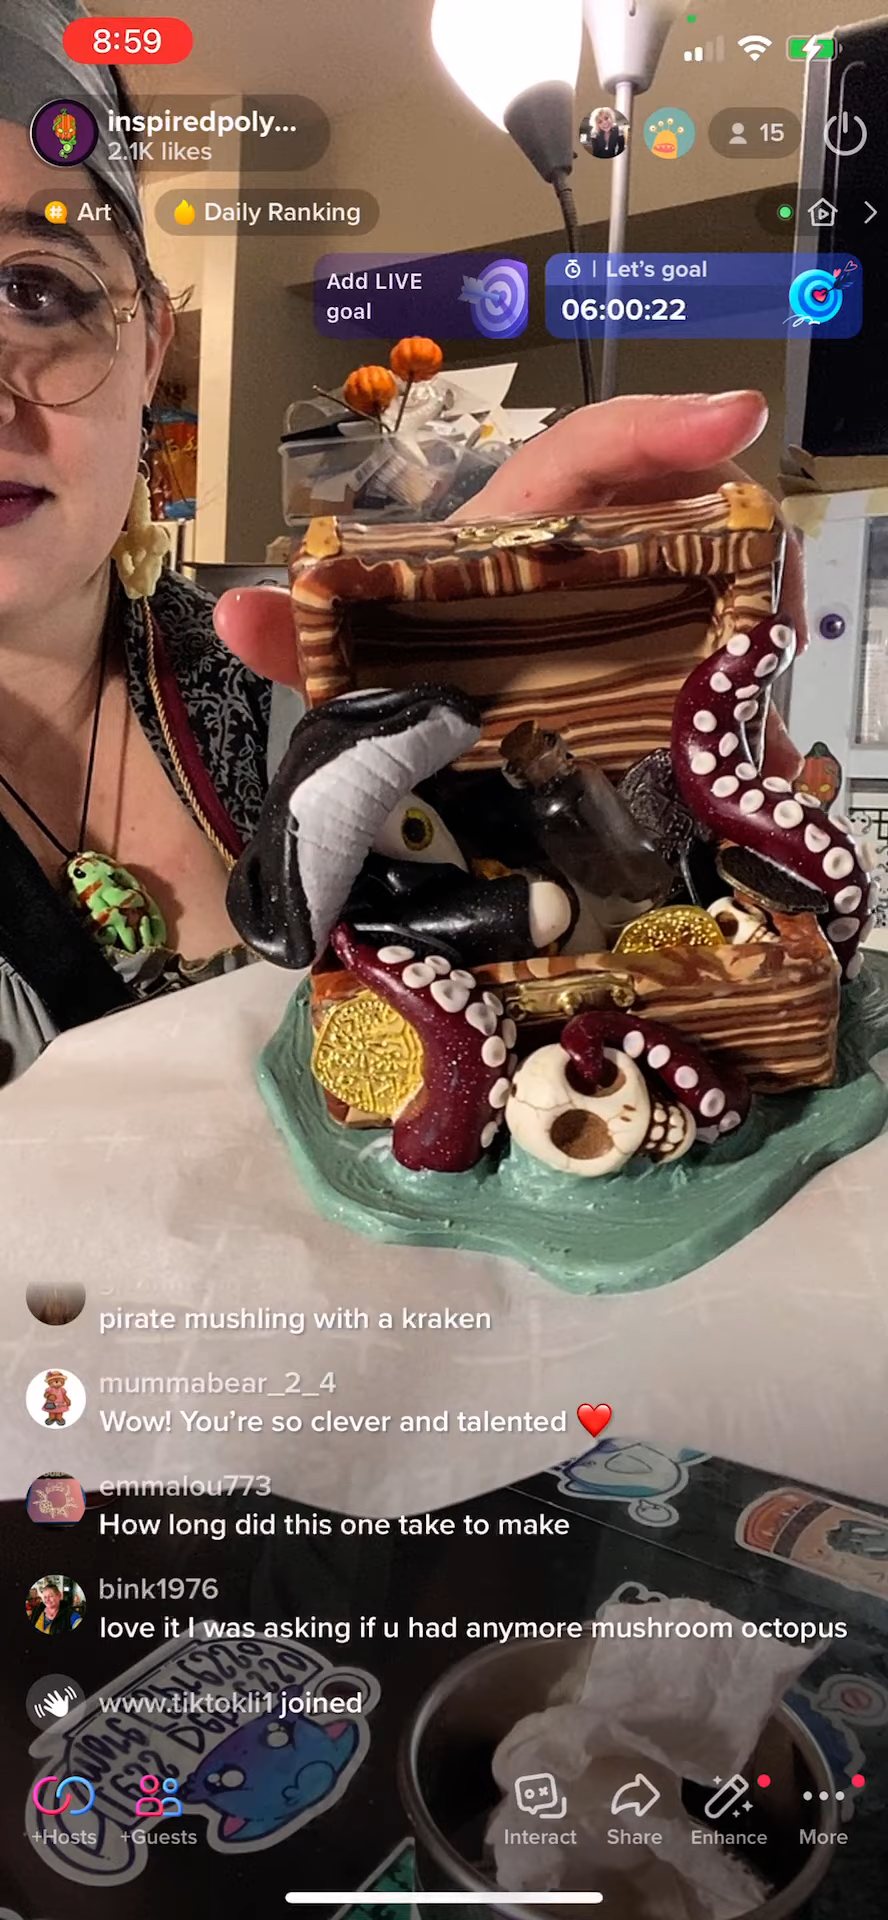 8:59
inspiredpoly...
2.1K likes
15
Art
Daily Ranking
Add LIVE
goal
Let's goal
06:00:22
pirate mushling with a kraken
mummabear_2_4
Wow! You're so clever and talented
emmalou773
How long did this one take to make
bink1976
love it I was asking if u had anymore mushroom octopus
www.tiktokli1 joined
+Hosts
+Guests
Interact
Share
Enhance
More